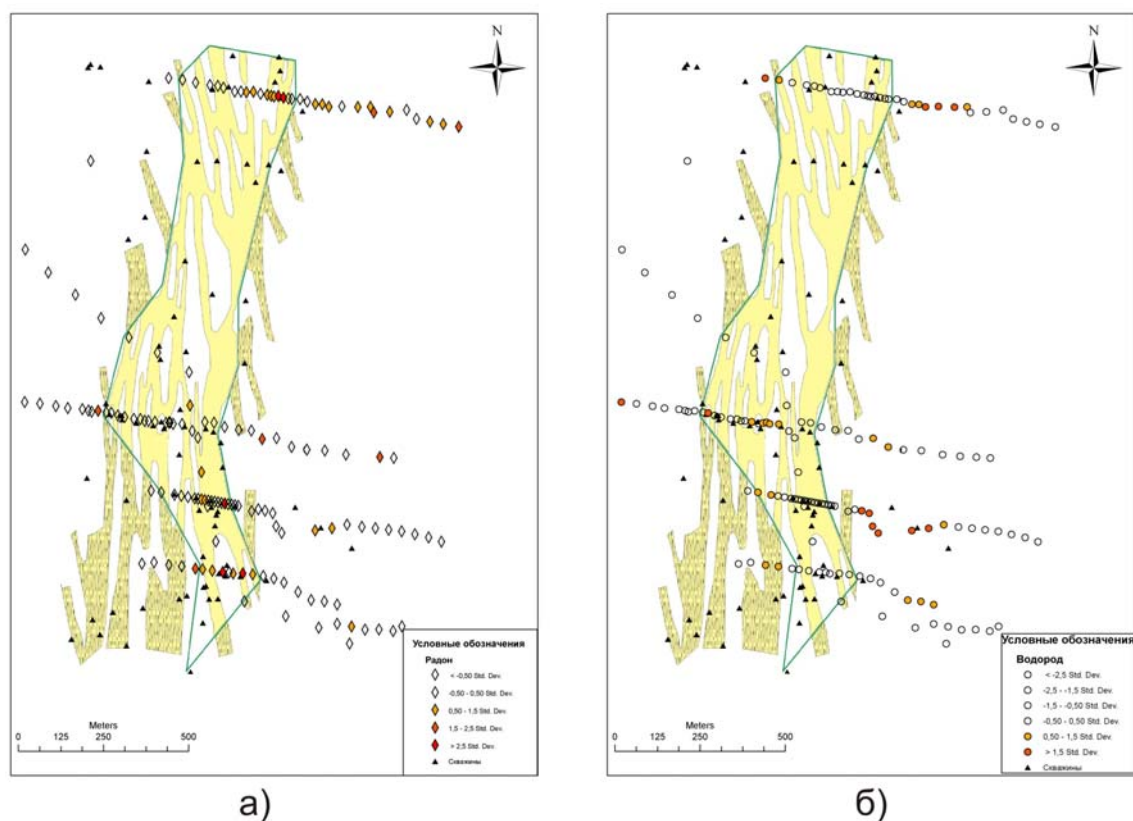 N
Meters
125
250
0
500
Условные обозначения
Радон
< -0,50 Std. Dev.
-0,50 - 0,50 Std. Dev.
0,50 - 1,5 Std. Dev.
1,5 - 2,5 Std. Dev.
> 2,5 Std. Dev.
Скважины
а)
N
Meters
125
250
0
500
Условные обозначения
Водород
< -2,5 Std. Dev.
-2,5 - -1,5 Std. Dev.
-1,5 - -0,50 Std. Dev.
-0,50 - 0,50 Std. Dev.
0,50 - 1,5 Std. Dev.
> 1,5 Std. Dev.
Скважины
б)